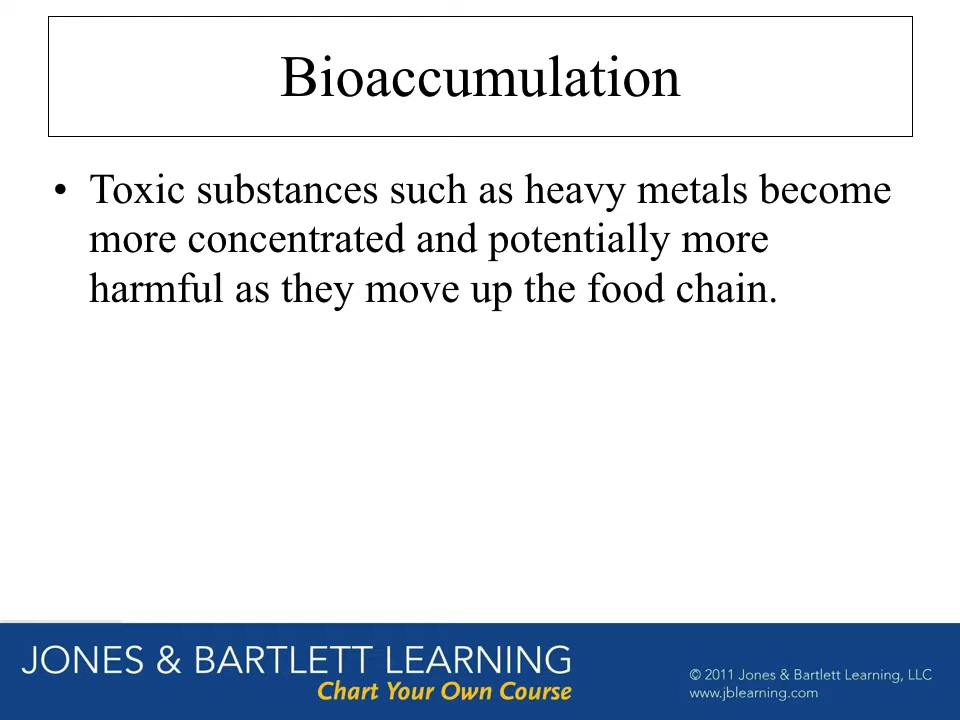 Bioaccumulation
• Toxic substances such as heavy metals become
more concentrated and potentially more
harmful as they move up the food chain.
JONES & BARTLETT LEARNING
Chart Your Own Course
© 2011 Jones & Bartlett Learning, LLC
www.jblearning.com